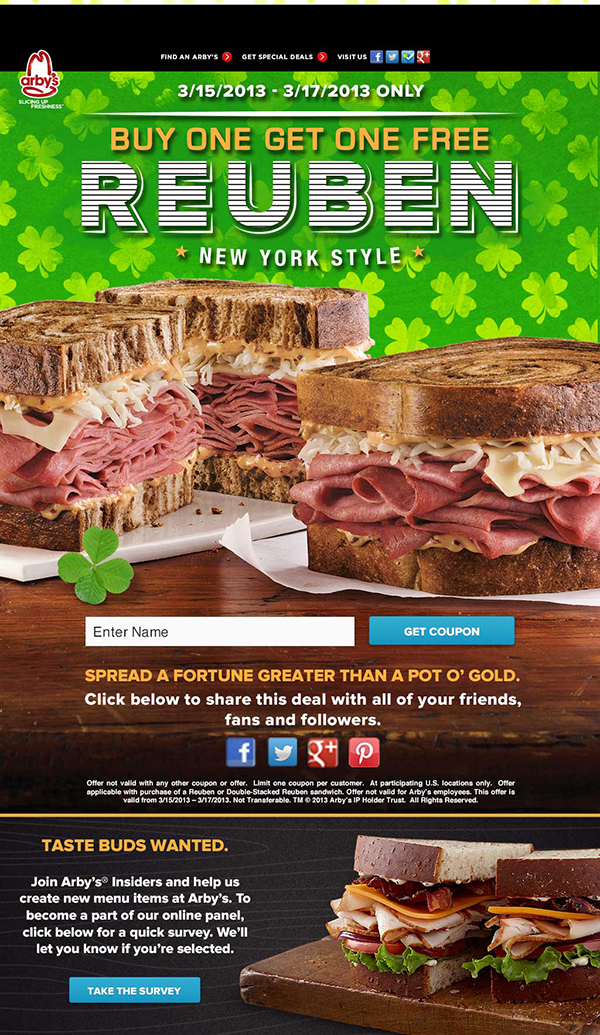 FIND AN ARBY'S
GET SPECIAL DEALS
VISIT US
arby's
SLICING UP
FRESHNESS™
3/15/2013 - 3/17/2013 ONLY
BUY ONE GET ONE FREE
REUBEN
NEW YORK STYLE
Enter Name
GET COUPON
SPREAD A FORTUNE GREATER THAN A POT O' GOLD.
Click below to share this deal with all of your friends,
fans and followers.
Offer not valid with any other coupon or offer. Limit one coupon per customer. At participating U.S. locations only. Offer
applicable with purchase of a Reuben or Double-Stacked Reuben sandwich. Offer not valid for Arby's employees. This offer is
valid from 3/15/2013 – 3/17/2013. Not Transferable. TM © 2013 Arby's IP Holder Trust. All Rights Reserved.
TASTE BUDS WANTED.
Join Arby's® Insiders and help us
create new menu items at Arby's. To
become a part of our online panel,
click below for a quick survey. We'll
let you know if you're selected.
TAKE THE SURVEY